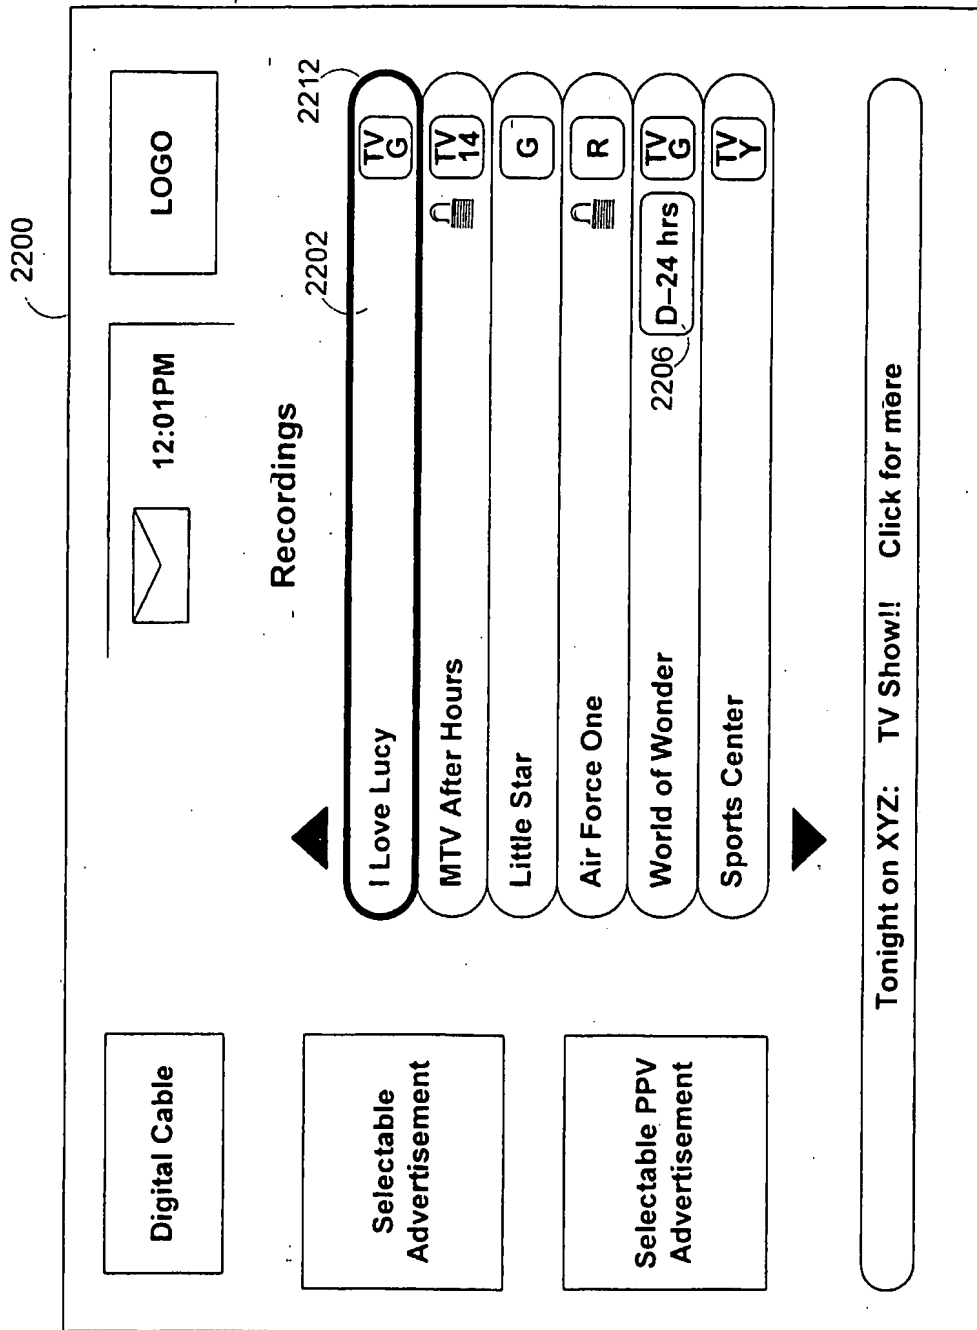 2200
Digital Cable
12:01PM
LOGO
Recordings
2212
2202
Selectable
Advertisement
I Love Lucy TV G
MTV After Hours TV 14
Little Star G
Air Force One R
World of Wonder 2206 D–24 hrs TV G
Sports Center TV Y
Selectable PPV
Advertisement
Tonight on XYZ: TV Show!! Click for more